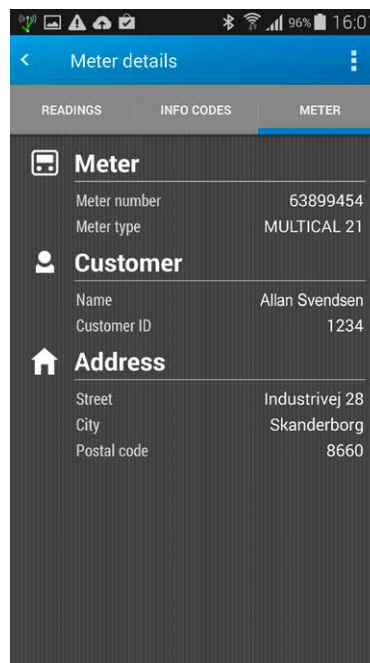 96% 16:0
Meter details
READINGS INFO CODES METER
Meter
Meter number 63899454
Meter type MULTICAL 21
Customer
Name Allan Svendsen
Customer ID 1234
Address
Street Industrivej 28
City Skanderborg
Postal code 8660